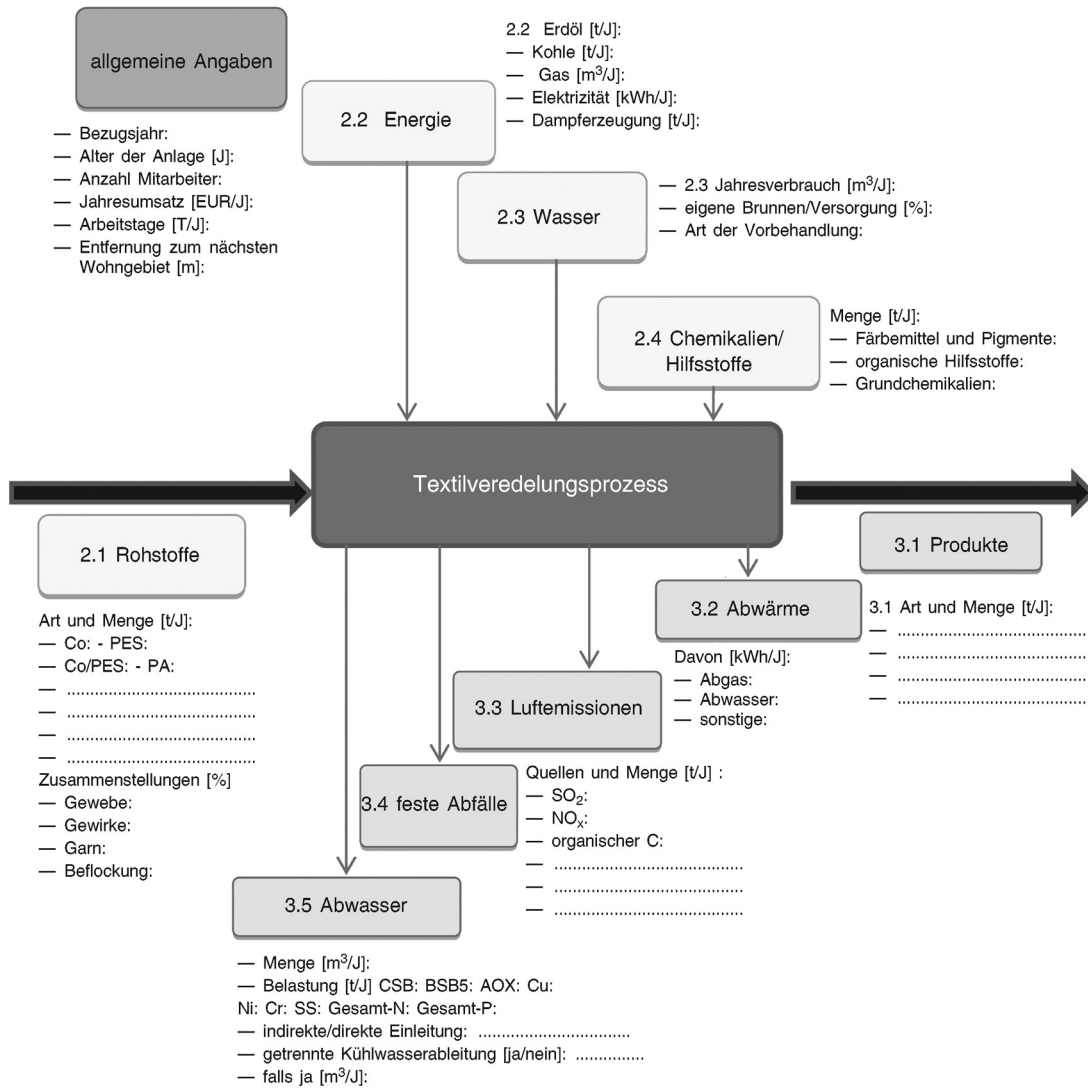 allgemeine Angaben
— Bezugsjahr:
— Alter der Anlage [J]:
— Anzahl Mitarbeiter:
— Jahresumsatz [EUR/J]:
— Arbeitstage [T/J]:
— Entfernung zum nächsten
Wohngebiet [m]:
2.2 Energie
2.2 Erdöl [t/J]:
— Kohle [t/J]:
— Gas [m³/J]:
— Elektrizität [kWh/J]:
— Dampferzeugung [t/J]:
2.3 Wasser
— 2.3 Jahresverbrauch [m³/J]:
— eigene Brunnen/Versorgung [%]:
— Art der Vorbehandlung:
2.4 Chemikalien/
Hilfsstoffe
Menge [t/J]:
— Färbemittel und Pigmente:
— organische Hilfsstoffe:
— Grundchemikalien:
Textilveredelungsprozess
2.1 Rohstoffe
Art und Menge [t/J]:
— Co: - PES:
— Co/PES: - PA:
— ..........................................
— ..........................................
— ..........................................
— ..........................................
Zusammenstellungen [%]
— Gewebe:
— Gewirke:
— Garn:
— Beflockung:
3.1 Produkte
3.1 Art und Menge [t/J]:
— ..........................................
— ..........................................
— ..........................................
— ..........................................
3.2 Abwärme
Davon [kWh/J]:
— Abgas:
— Abwasser:
— sonstige:
3.3 Luftemissionen
Quellen und Menge [t/J] :
— SO₂:
— NOₓ:
— organischer C:
— ..........................................
— ..........................................
— ..........................................
3.4 feste Abfälle
3.5 Abwasser
— Menge [m³/J]:
— Belastung [t/J] CSB: BSB5: AOX: Cu:
Ni: Cr: SS: Gesamt-N: Gesamt-P:
— indirekte/direkte Einleitung: ..................................
— getrennte Kühlwasserableitung [ja/nein]: ...............
— falls ja [m³/J]: